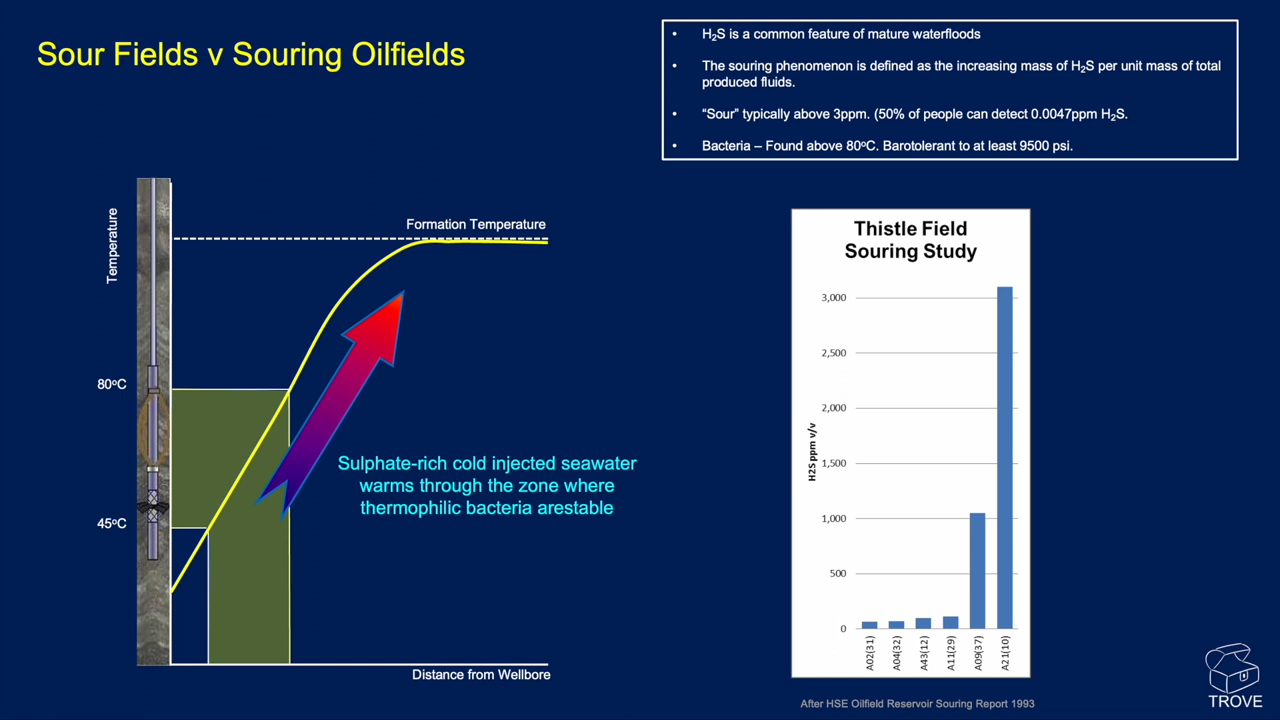 Sour Fields v Souring Oilfields
• H₂S is a common feature of mature waterfloods
• The souring phenomenon is defined as the increasing mass of H₂S per unit mass of total
produced fluids.
• “Sour” typically above 3ppm. (50% of people can detect 0.0047ppm H₂S.
• Bacteria – Found above 80ºC. Barotolerant to at least 9500 psi.
Temperature
Formation Temperature
80ºC
45ºC
Sulphate-rich cold injected seawater
warms through the zone where
thermophilic bacteria arestable
Distance from Wellbore
Thistle Field
Souring Study
H2S ppm v/v
3,000
2,500
2,000
1,500
1,000
500
0
A02(31)
A04(32)
A43(12)
A11(29)
A09(37)
A21(10)
After HSE Oilfield Reservoir Souring Report 1993
TROVE